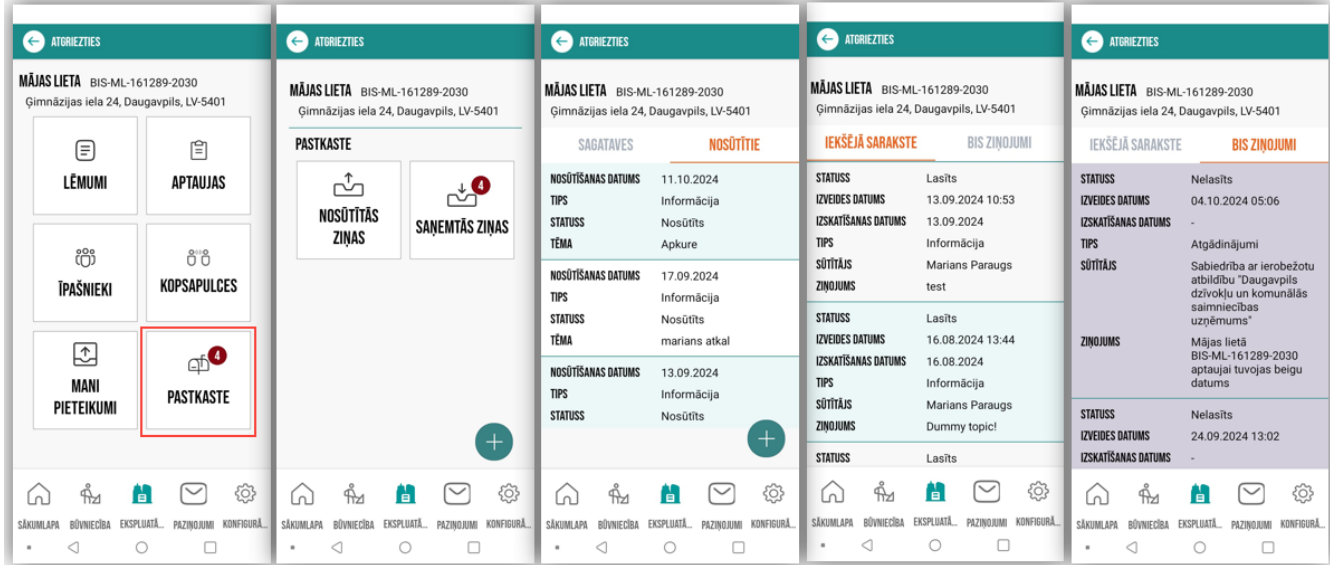 ATGRIEZTIES
MĀJAS LIETA BIS-ML-161289-2030
Ģimnāzijas iela 24, Daugavpils, LV-5401
LĒMUMI
APTAUJAS
ĪPAŠNIEKI
KOPSAPULCES
4
MANI
PIETEIKUMI
PASTKASTE
SĀKUMLAPA BŪVNIECĪBA EKSPLUATĀ... PAZIŅOJUMI KONFIGURĀ...
ATGRIEZTIES
MĀJAS LIETA BIS-ML-161289-2030
Ģimnāzijas iela 24, Daugavpils, LV-5401
PASTKASTE
4
NOSŪTĪTĀS
ZIŅAS
SAŅEMTĀS ZIŅAS
SĀKUMLAPA BŪVNIECĪBA EKSPLUATĀ... PAZIŅOJUMI KONFIGURĀ...
ATGRIEZTIES
MĀJAS LIETA BIS-ML-161289-2030
Ģimnāzijas iela 24, Daugavpils, LV-5401
SAGATAVES NOSŪTĪTIE
NOSŪTĪŠANAS DATUMS 11.10.2024
TIPS Informācija
STATUSS Nosūtīts
TĒMA Apkure
NOSŪTĪŠANAS DATUMS 17.09.2024
TIPS Informācija
STATUSS Nosūtīts
TĒMA marians atkal
NOSŪTĪŠANAS DATUMS 13.09.2024
TIPS Informācija
STATUSS Nosūtīts
SĀKUMLAPA BŪVNIECĪBA EKSPLUATĀ... PAZIŅOJUMI KONFIGURĀ...
ATGRIEZTIES
MĀJAS LIETA BIS-ML-161289-2030
Ģimnāzijas iela 24, Daugavpils, LV-5401
IEKŠĒJĀ SARAKSTE BIS ZIŅOJUMI
STATUSS Lasīts
IZVEIDES DATUMS 13.09.2024 10:53
IZSKATĪŠANAS DATUMS 13.09.2024
TIPS Informācija
SŪTĪTĀJS Marians Paraugs
ZIŅOJUMS test
STATUSS Lasīts
IZVEIDES DATUMS 16.08.2024 13:44
IZSKATĪŠANAS DATUMS 16.08.2024
TIPS Informācija
SŪTĪTĀJS Marians Paraugs
ZIŅOJUMS Dummy topic!
STATUSS Lasīts
SĀKUMLAPA BŪVNIECĪBA EKSPLUATĀ... PAZIŅOJUMI KONFIGURĀ...
ATGRIEZTIES
MĀJAS LIETA BIS-ML-161289-2030
Ģimnāzijas iela 24, Daugavpils, LV-5401
IEKŠĒJĀ SARAKSTE BIS ZIŅOJUMI
STATUSS Nelasīts
IZVEIDES DATUMS 04.10.2024 05:06
IZSKATĪŠANAS DATUMS -
TIPS Atgādinājumi
SŪTĪTĀJS Sabiedrība ar ierobežotu
atbildību "Daugavpils
dzīvokļu un komunālās
saimniecības
uzņēmums"
ZIŅOJUMS Mājas lietā
BIS-ML-161289-2030
aptaujai tuvojas beigu
datums
STATUSS Nelasīts
IZVEIDES DATUMS 24.09.2024 13:02
IZSKATĪŠANAS DATUMS -
SĀKUMLAPA BŪVNIECĪBA EKSPLUATĀ... PAZIŅOJUMI KONFIGURĀ...